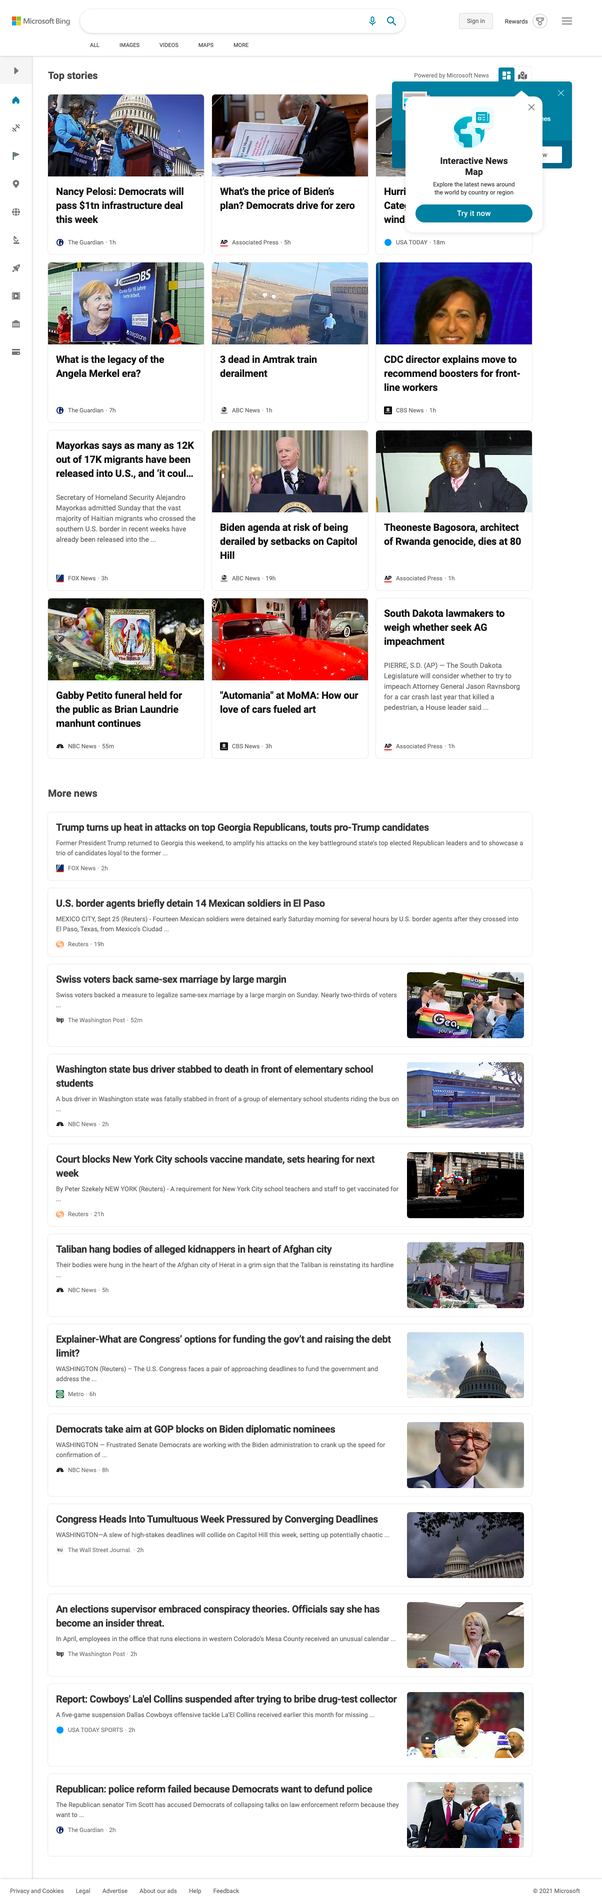 Microsoft Bing
Sign in
Rewards
ALL IMAGES VIDEOS MAPS MORE
Top stories
Powered by Microsoft News
Interactive News
Map
Explore the latest news around
the world by country or region
Try it now
Nancy Pelosi: Democrats will
pass $1tn infrastructure deal
this week
The Guardian · 1h
What's the price of Biden's
plan? Democrats drive for zero
AP Associated Press · 5h
Hurri
Categ
wind
USA TODAY · 18m
What is the legacy of the
Angela Merkel era?
The Guardian · 7h
3 dead in Amtrak train
derailment
ABC News · 1h
CDC director explains move to
recommend boosters for front-
line workers
CBS News · 1h
Mayorkas says as many as 12K
out of 17K migrants have been
released into U.S., and 'it coul...
Secretary of Homeland Security Alejandro
Mayorkas admitted Sunday that the vast
majority of Haitian migrants who crossed the
southern U.S. border in recent weeks have
already been released into the ...
FOX News · 3h
Biden agenda at risk of being
derailed by setbacks on Capitol
Hill
ABC News · 19h
Theoneste Bagosora, architect
of Rwanda genocide, dies at 80
AP Associated Press · 1h
Gabby Petito funeral held for
the public as Brian Laundrie
manhunt continues
NBC News · 55m
"Automania" at MoMA: How our
love of cars fueled art
CBS News · 3h
South Dakota lawmakers to
weigh whether seek AG
impeachment
PIERRE, S.D. (AP) — The South Dakota
Legislature will consider whether to try to
impeach Attorney General Jason Ravnsborg
for a car crash last year that killed a
pedestrian, a House leader said ...
AP Associated Press · 1h
More news
Trump turns up heat in attacks on top Georgia Republicans, touts pro-Trump candidates
Former President Trump returned to Georgia this weekend, to amplify his attacks on the key battleground state's top elected Republican leaders and to showcase a
trio of candidates loyal to the former ...
FOX News · 2h
U.S. border agents briefly detain 14 Mexican soldiers in El Paso
MEXICO CITY, Sept 25 (Reuters) - Fourteen Mexican soldiers were detained early Saturday morning for several hours by U.S. border agents after they crossed into
El Paso, Texas, from Mexico's Ciudad ...
Reuters · 19h
Swiss voters back same-sex marriage by large margin
Swiss voters backed a measure to legalize same-sex marriage by a large margin on Sunday. Nearly two-thirds of voters
...
The Washington Post · 52m
Washington state bus driver stabbed to death in front of elementary school
students
A bus driver in Washington state was fatally stabbed in front of a group of elementary school students riding the bus on
...
NBC News · 2h
Court blocks New York City schools vaccine mandate, sets hearing for next
week
By Peter Szekely NEW YORK (Reuters) - A requirement for New York City school teachers and staff to get vaccinated for
...
Reuters · 21h
Taliban hang bodies of alleged kidnappers in heart of Afghan city
Their bodies were hung in the heart of the Afghan city of Herat in a grim sign that the Taliban is reinstating its hardline
...
NBC News · 5h
Explainer-What are Congress' options for funding the gov't and raising the debt
limit?
WASHINGTON (Reuters) – The U.S. Congress faces a pair of approaching deadlines to fund the government and
address the ...
Metro · 6h
Democrats take aim at GOP blocks on Biden diplomatic nominees
WASHINGTON — Frustrated Senate Democrats are working with the Biden administration to crank up the speed for
confirmation of ...
NBC News · 8h
Congress Heads Into Tumultuous Week Pressured by Converging Deadlines
WASHINGTON—A slew of high-stakes deadlines will collide on Capitol Hill this week, setting up potentially chaotic ...
The Wall Street Journal · 2h
An elections supervisor embraced conspiracy theories. Officials say she has
become an insider threat.
In April, employees in the office that runs elections in western Colorado's Mesa County received an unusual calendar ...
The Washington Post · 2h
Report: Cowboys' La'el Collins suspended after trying to bribe drug-test collector
A five-game suspension Dallas Cowboys offensive tackle La'El Collins received earlier this month for missing ...
USA TODAY SPORTS · 2h
Republican: police reform failed because Democrats want to defund police
The Republican senator Tim Scott has accused Democrats of collapsing talks on law enforcement reform because they
want to ...
The Guardian · 2h
Privacy and Cookies Legal Advertise About our ads Help Feedback
© 2021 Microsoft